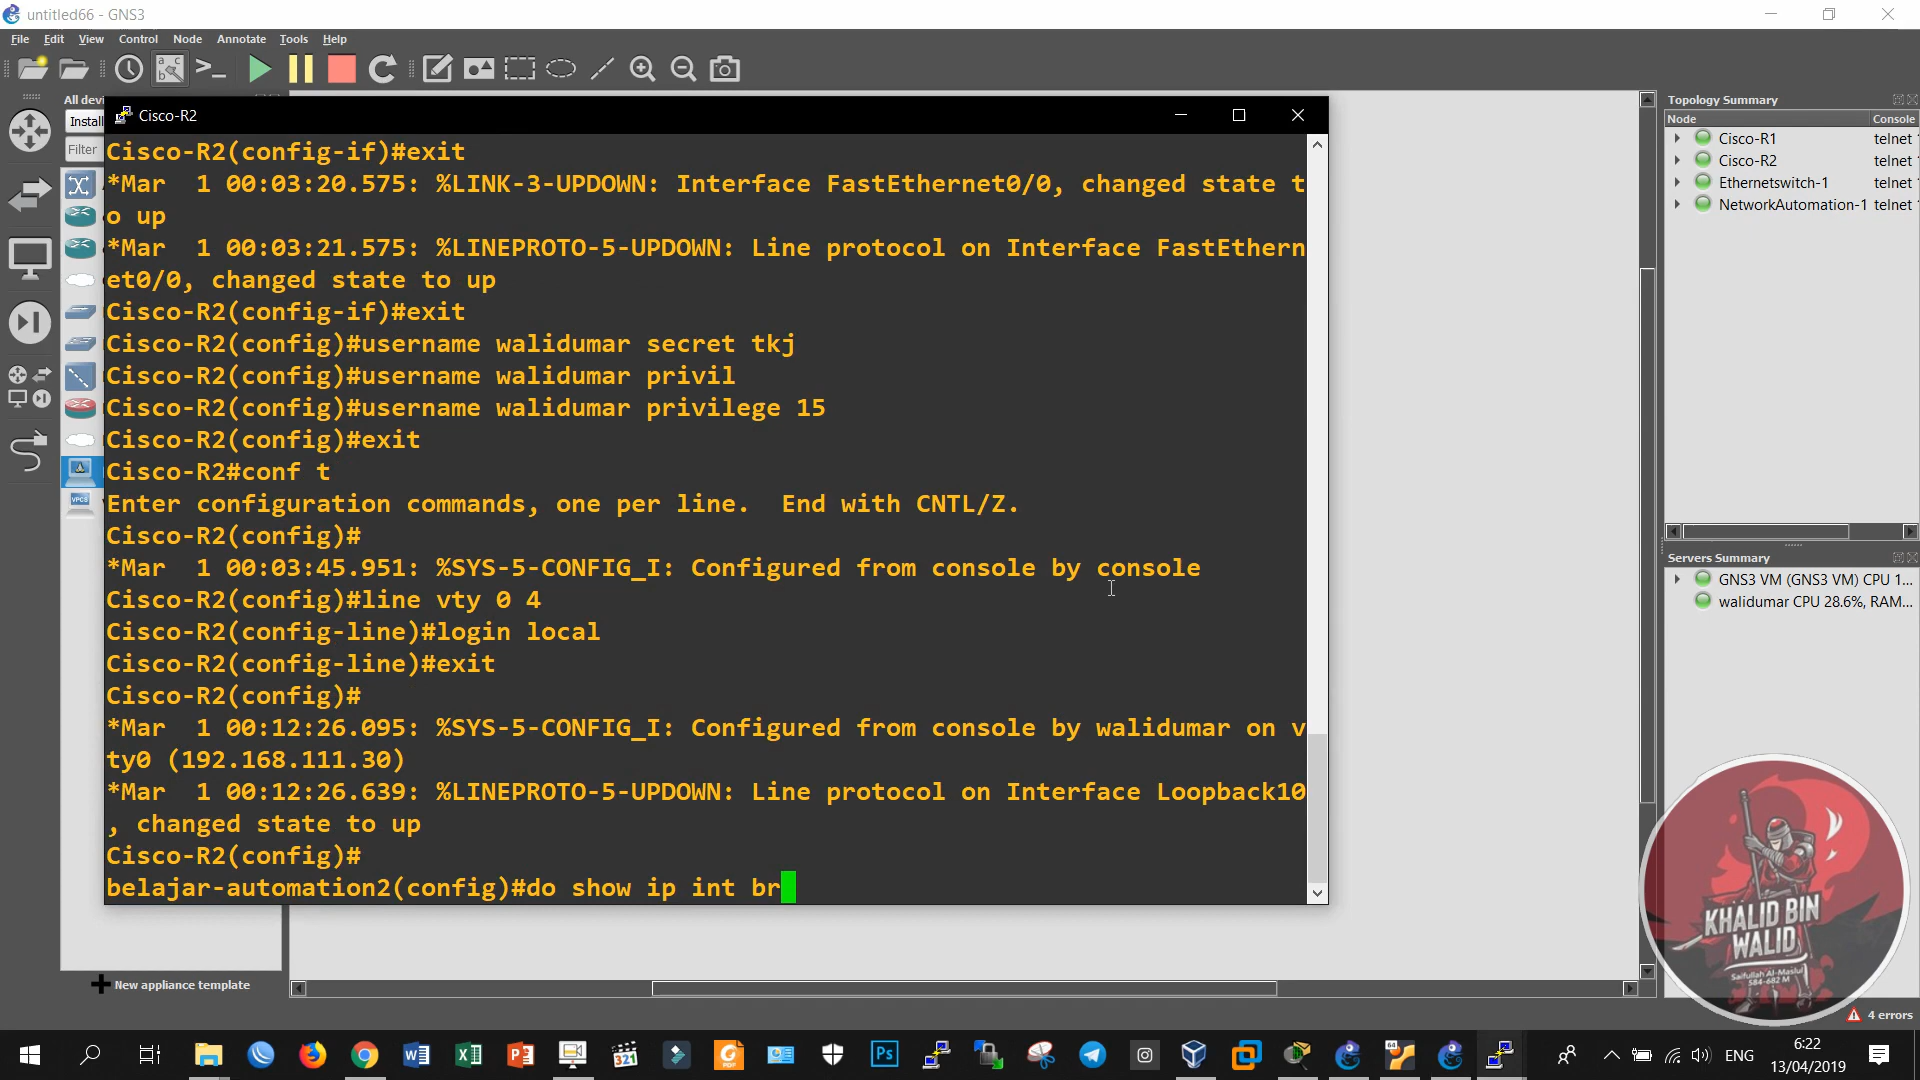 untitled66 - GNS3
File Edit View Control Node Annotate Tools Help
All devi
Install
Filter
Cisco-R2
Cisco-R2(config-if)#exit
*Mar  1 00:03:20.575: %LINK-3-UPDOWN: Interface FastEthernet0/0, changed state t
o up
*Mar  1 00:03:21.575: %LINEPROTO-5-UPDOWN: Line protocol on Interface FastEthern
et0/0, changed state to up
Cisco-R2(config-if)#exit
Cisco-R2(config)#username walidumar secret tkj
Cisco-R2(config)#username walidumar privil
Cisco-R2(config)#username walidumar privilege 15
Cisco-R2(config)#exit
Cisco-R2#conf t
Enter configuration commands, one per line.  End with CNTL/Z.
Cisco-R2(config)#
*Mar  1 00:03:45.951: %SYS-5-CONFIG_I: Configured from console by console
Cisco-R2(config)#line vty 0 4
Cisco-R2(config-line)#login local
Cisco-R2(config-line)#exit
Cisco-R2(config)#
*Mar  1 00:12:26.095: %SYS-5-CONFIG_I: Configured from console by walidumar on v
ty0 (192.168.111.30)
*Mar  1 00:12:26.639: %LINEPROTO-5-UPDOWN: Line protocol on Interface Loopback10
, changed state to up
Cisco-R2(config)#
belajar-automation2(config)#do show ip int br
New appliance template
Topology Summary
Node Console
Cisco-R1 telnet
Cisco-R2 telnet
Ethernetswitch-1 telnet
NetworkAutomation-1 telnet
Servers Summary
GNS3 VM (GNS3 VM) CPU 1...
walidumar CPU 28.6%, RAM...
KHALID BIN
WALID
Saifullah Al-Maslul
584-682 M
4 errors
ENG
6:22
13/04/2019